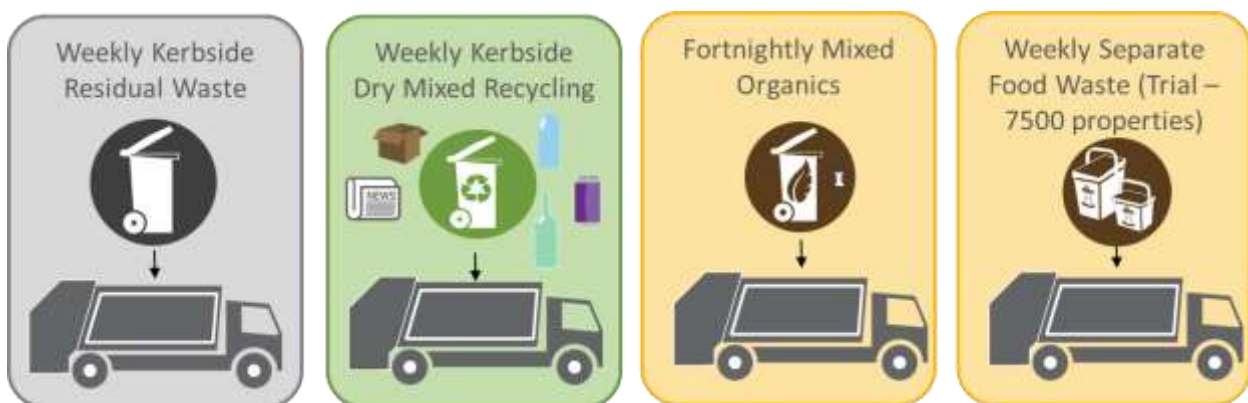 Weekly Kerbside
Residual Waste
Weekly Kerbside
Dry Mixed Recycling
NEWS
Fortnightly Mixed
Organics
Weekly Separate
Food Waste (Trial –
7500 properties)